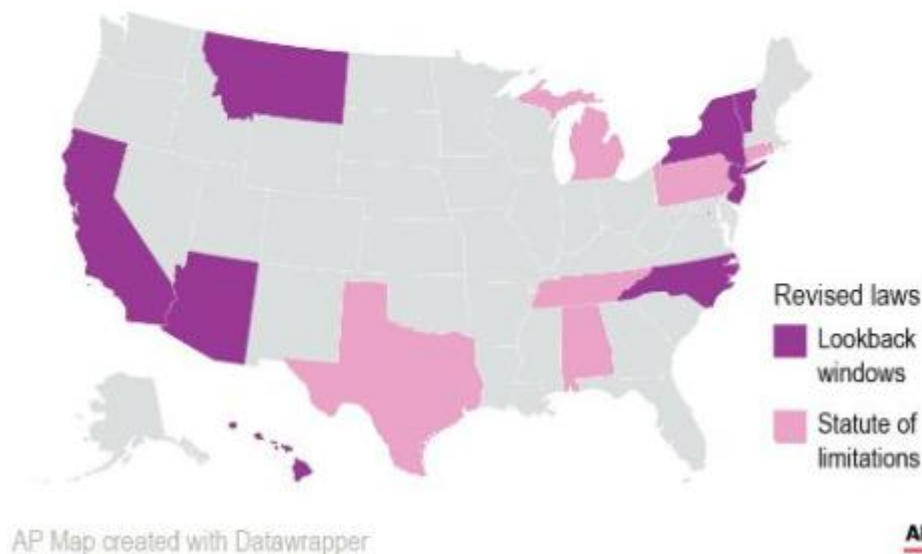 Revised laws
Lookback
windows
Statute of
limitations
AP Map created with Datawrapper